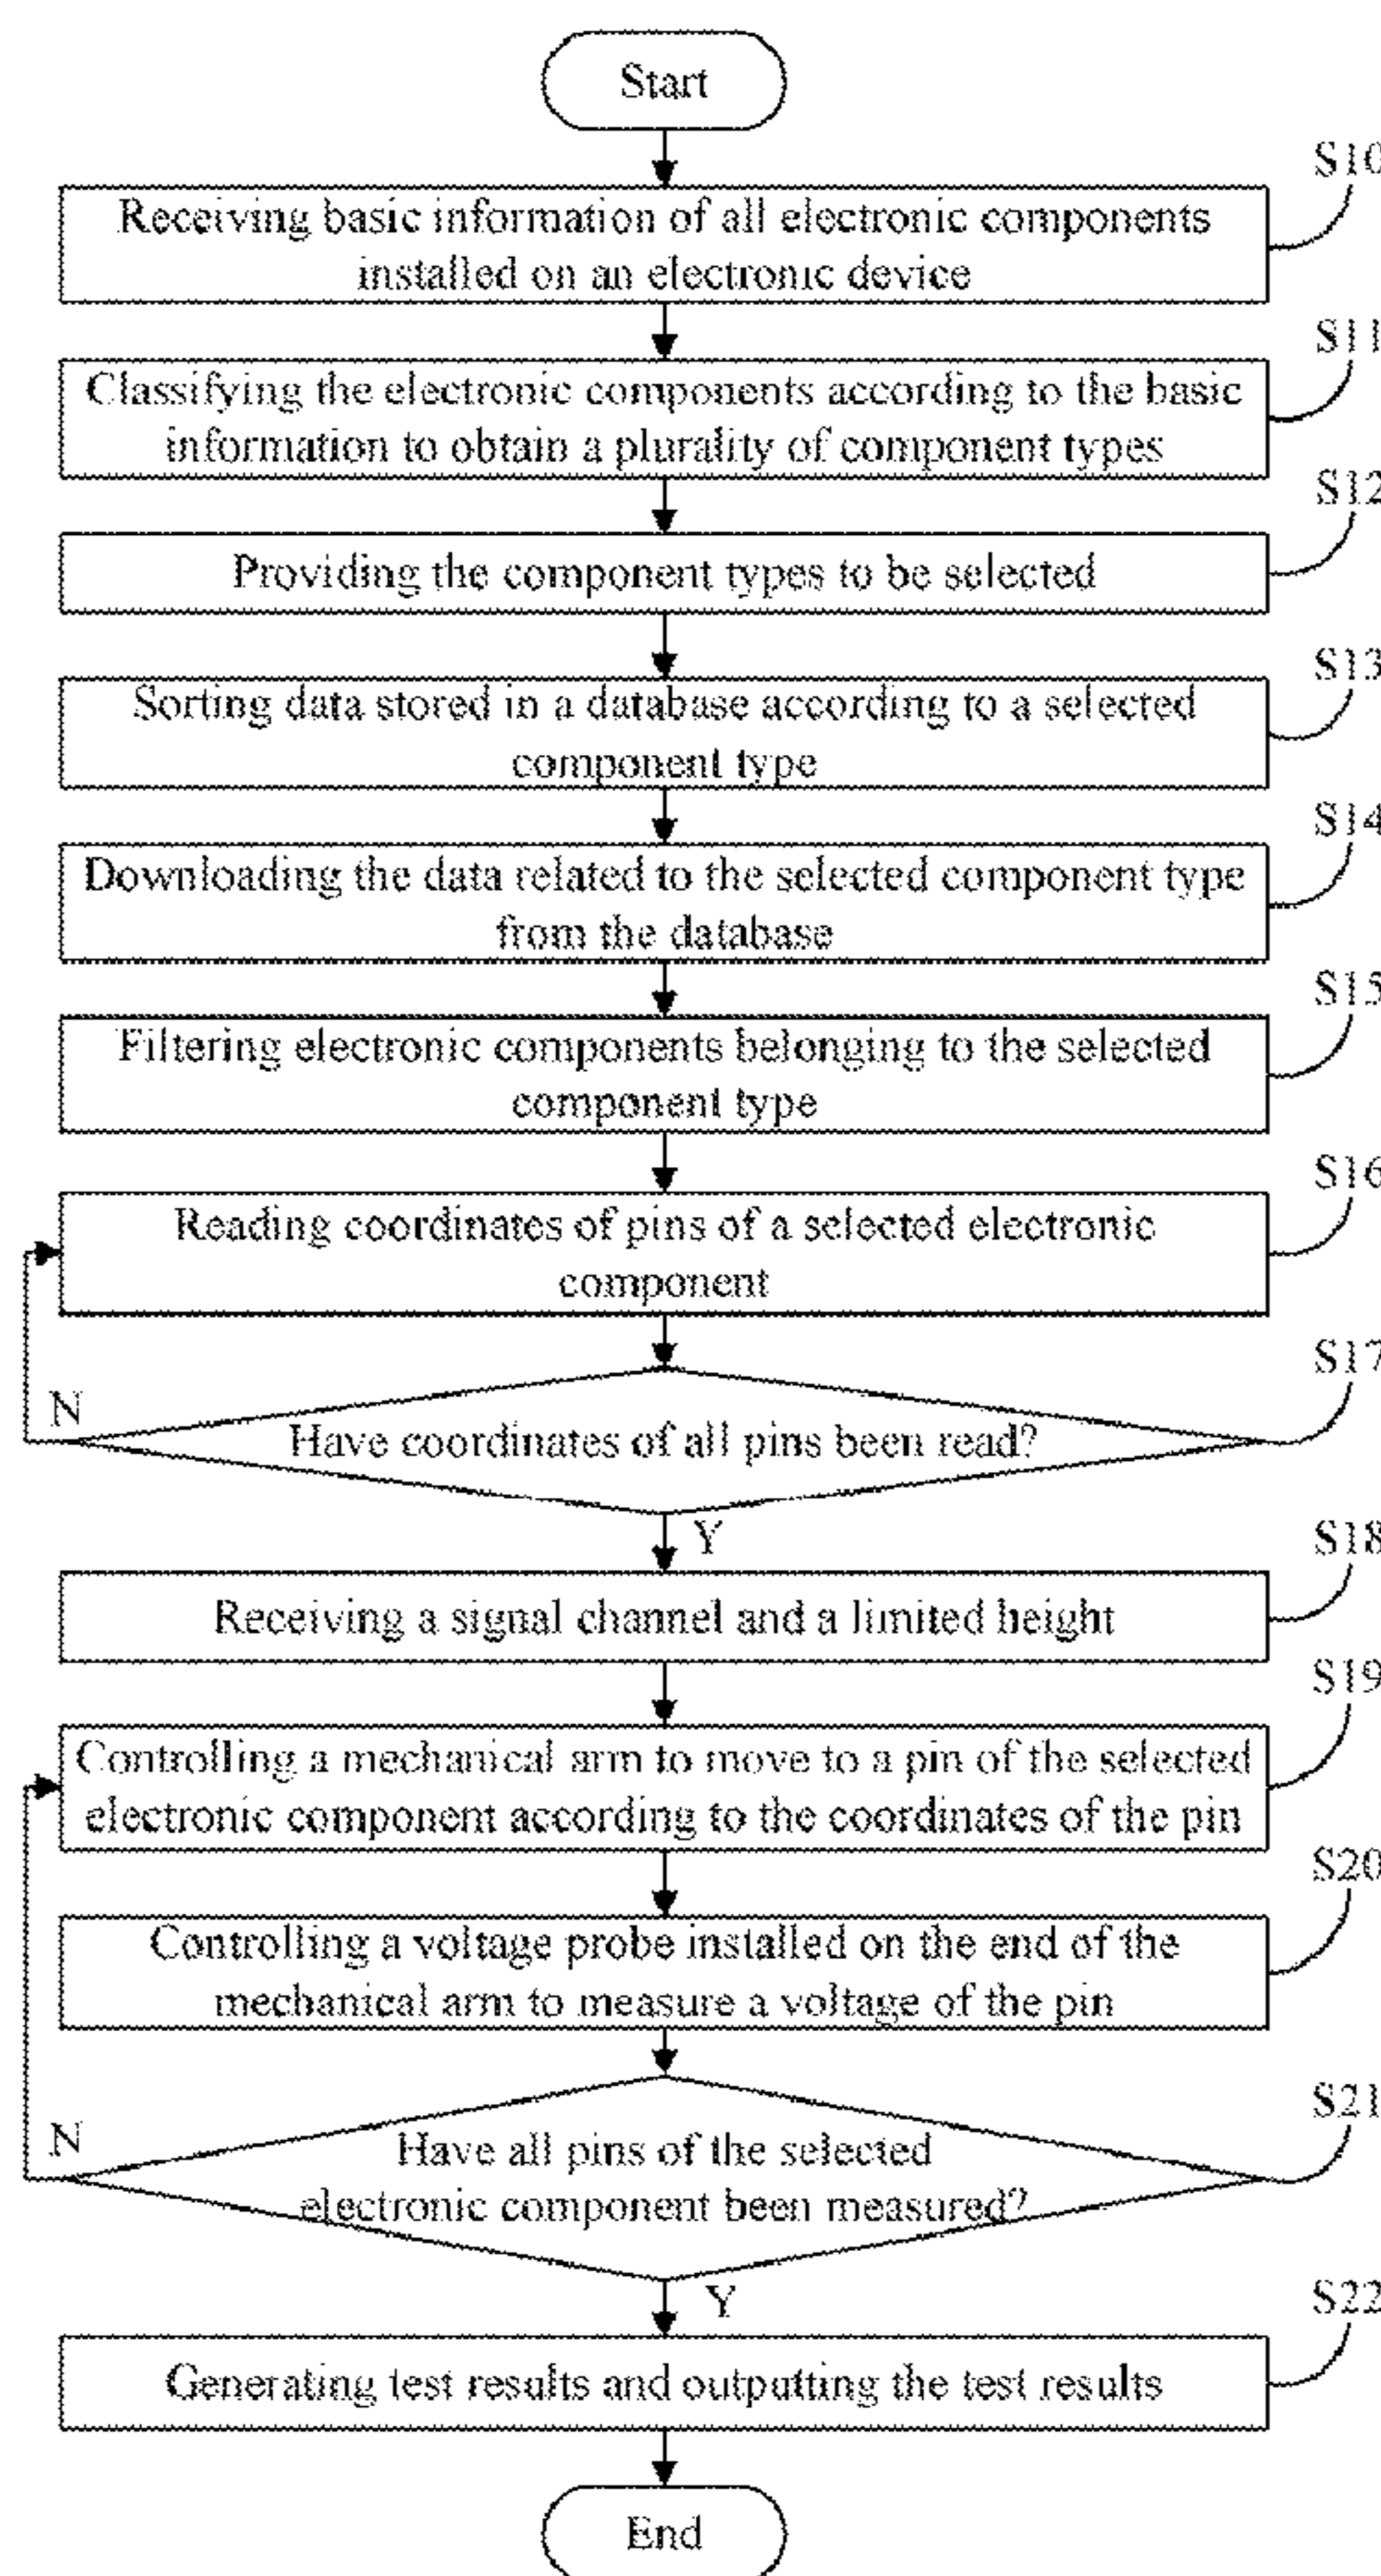 Start
S10
Receiving basic information of all electronic components
installed on an electronic device
S11
Classifying the electronic components according to the basic
information to obtain a plurality of component types
S12
Providing the component types to be selected
S13
Sorting data stored in a database according to a selected
component type
S14
Downloading the data related to the selected component type
from the database
S15
Filtering electronic components belonging to the selected
component type
S16
Reading coordinates of pins of a selected electronic
component
S17
N
Have coordinates of all pins been read?
Y
S18
Receiving a signal channel and a limited height
S19
Controlling a mechanical arm to move to a pin of the selected
electronic component according to the coordinates of the pin
S20
Controlling a voltage probe installed on the end of the
mechanical arm to measure a voltage of the pin
S21
N
Have all pins of the selected
electronic component been measured?
Y
S22
Generating test results and outputting the test results
End